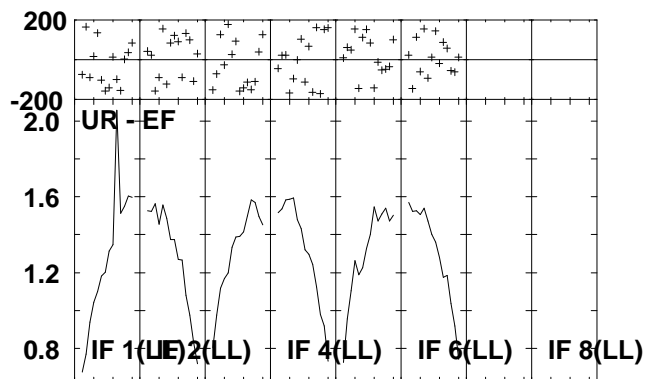 200
-200
2.0
UR - EF
1.6
1.2
0.8
IF 1(LL)
IF 2(LL)
IF 4(LL)
IF 6(LL)
IF 8(LL)